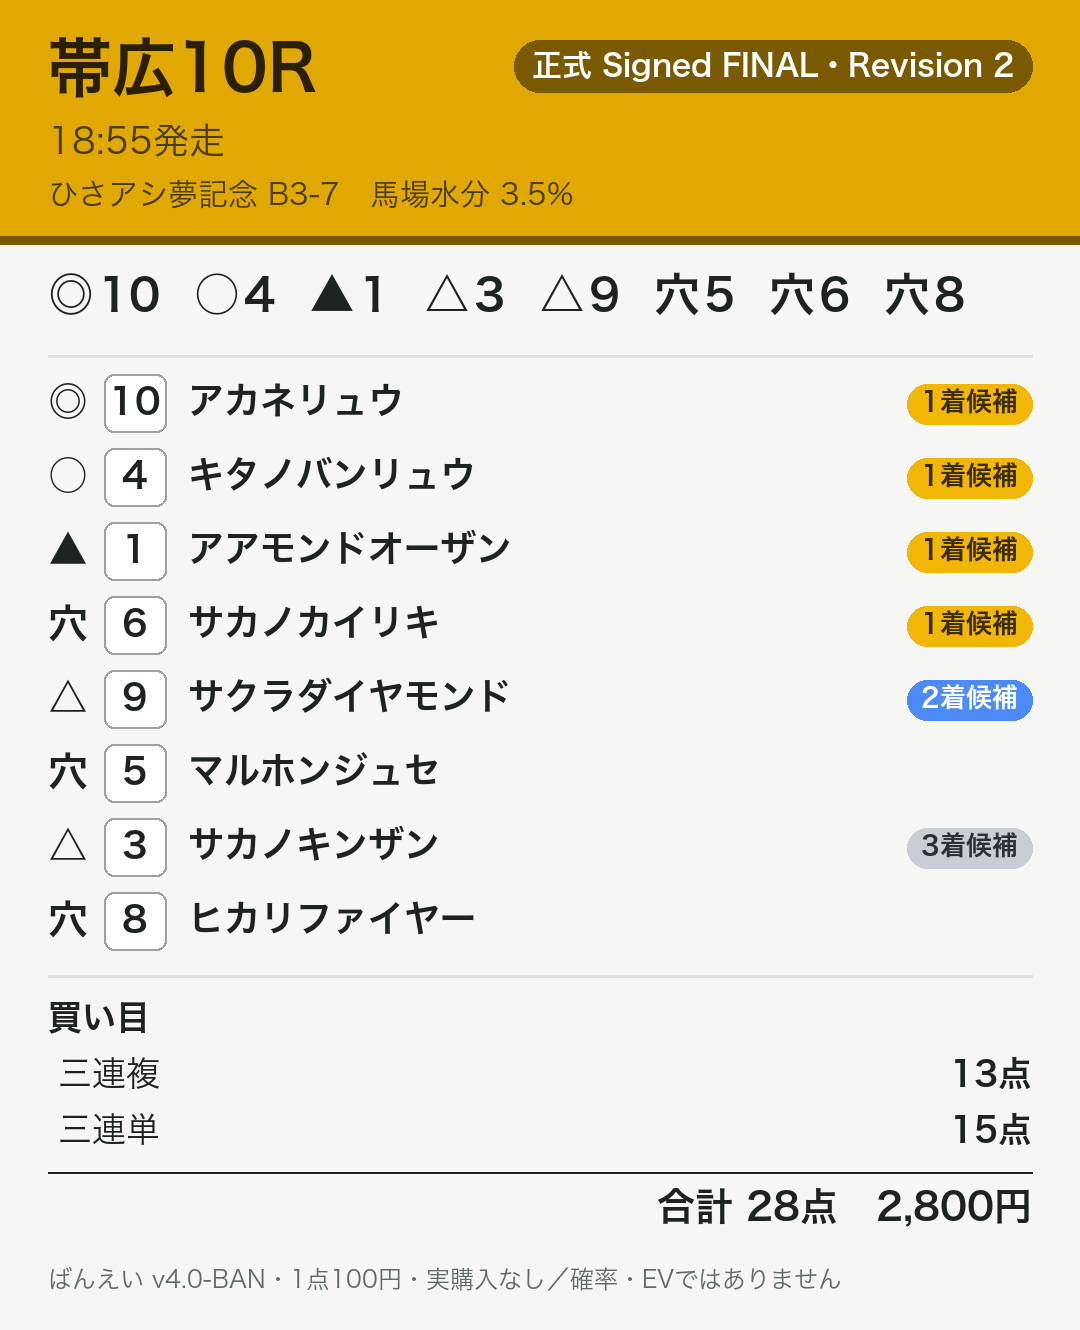 帯広10R
正式 Signed FINAL・Revision 2
18:55発走
ひさアシ夢記念 B3-7　馬場水分 3.5%
◎10 ○4 ▲1 △3 △9 穴5 穴6 穴8
◎ 10 アカネリュウ 1着候補
○ 4 キタノバンリュウ 1着候補
▲ 1 アアモンドオーザン 1着候補
穴 6 サカノカイリキ 1着候補
△ 9 サクラダイヤモンド 2着候補
穴 5 マルホンジュセ
△ 3 サカノキンザン 3着候補
穴 8 ヒカリファイヤー
買い目
三連複 13点
三連単 15点
合計 28点　2,800円
ばんえい v4.0-BAN・1点100円・実購入なし／確率・EVではありません